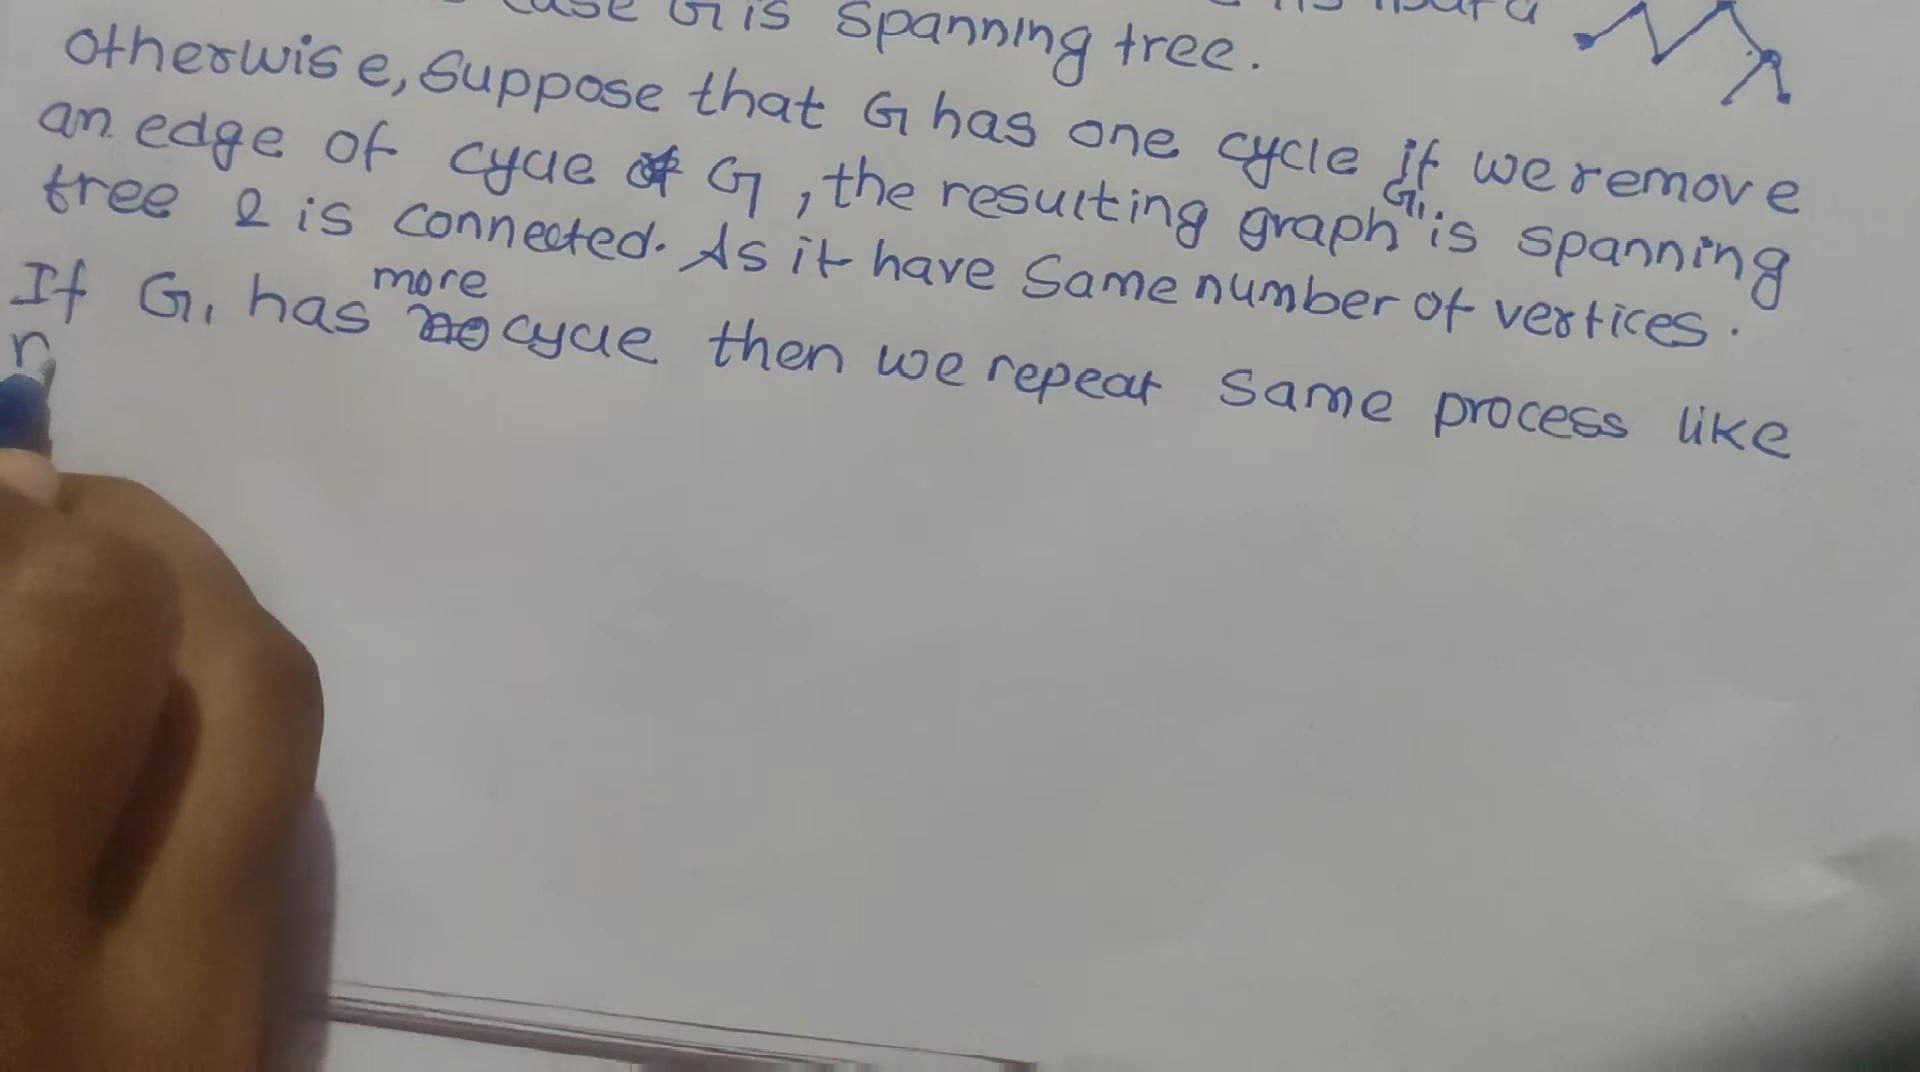 G is spanning tree.
otherwise, suppose that G has one cycle if we remove
an edge of cycle G, the resulting graph G₁ is spanning
tree & is connected. As it have same number of vertices.
If G₁ has more cycle then we repeat same process like